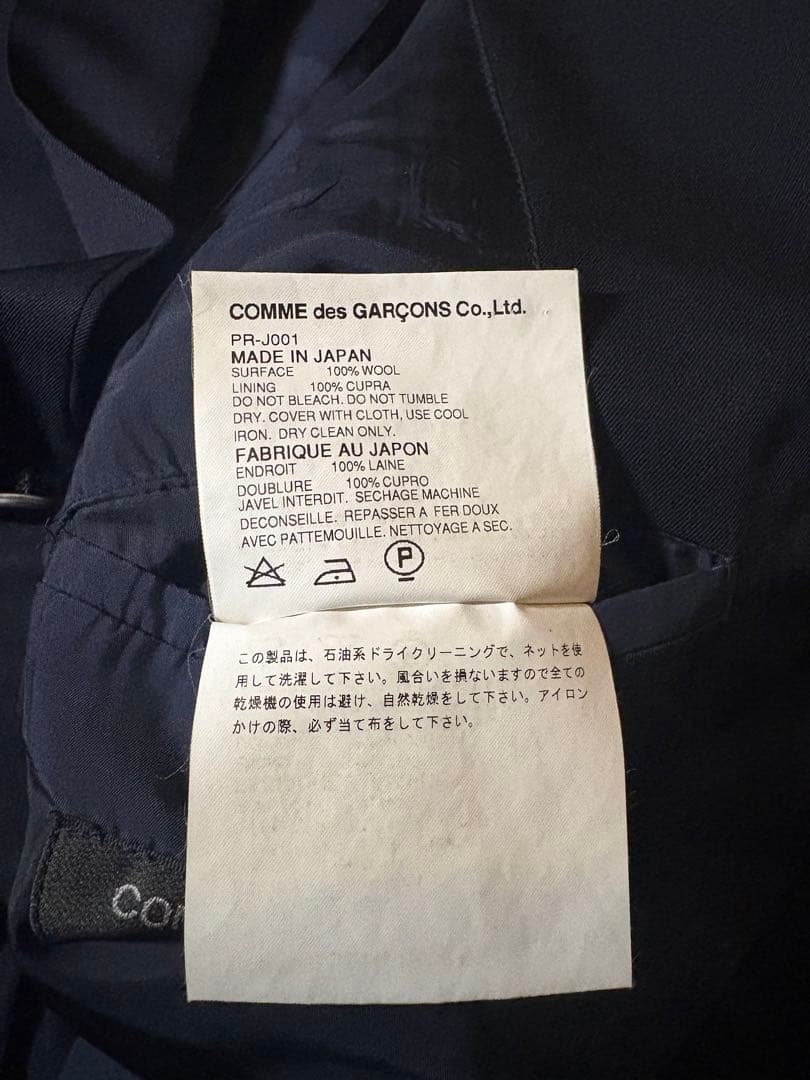 COMME des GARÇONS Co.,Ltd.
PR-J001
MADE IN JAPAN
SURFACE 100% WOOL
LINING 100% CUPRA
DO NOT BLEACH. DO NOT TUMBLE
DRY. COVER WITH CLOTH, USE COOL
IRON. DRY CLEAN ONLY.
FABRIQUE AU JAPON
ENDROIT 100% LAINE
DOUBLURE 100% CUPRO
JAVEL INTERDIT. SECHAGE MACHINE
DECONSEILLE. REPASSER A FER DOUX
AVEC PATTEMOUILLE. NETTOYAGE A SEC.
P
この製品は、石油系ドライクリーニングで、ネットを使
用して洗濯して下さい。風合いを損ないますので全ての
乾燥機の使用は避け、自然乾燥をして下さい。アイロン
かけの際、必ず当て布をして下さい。